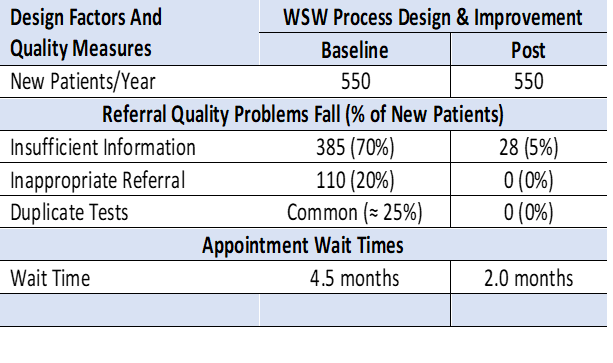 Design Factors And WSW Process Design & Improvement
Quality Measures Baseline Post
New Patients/Year 550 550
Referral Quality Problems Fall (% of New Patients)
Insufficient Information 385 (70%) 28 (5%)
Inappropriate Referral 110 (20%) 0 (0%)
Duplicate Tests Common (≈ 25%) 0 (0%)
Appointment Wait Times
Wait Time 4.5 months 2.0 months